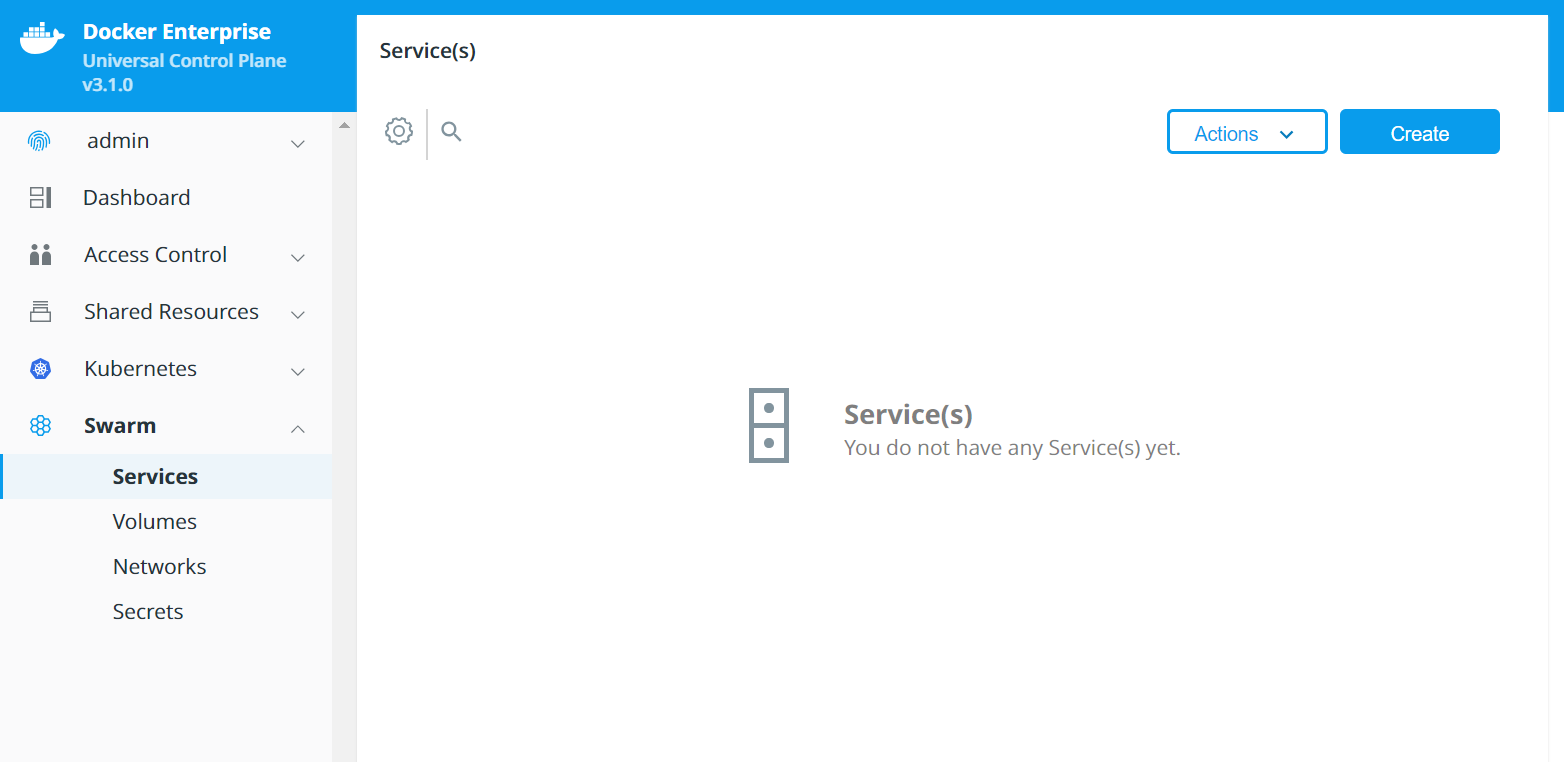 Docker Enterprise
Universal Control Plane
v3.1.0
admin
Dashboard
Access Control
Shared Resources
Kubernetes
Swarm
Services
Volumes
Networks
Secrets
Service(s)
Actions
Create
Service(s)
You do not have any Service(s) yet.